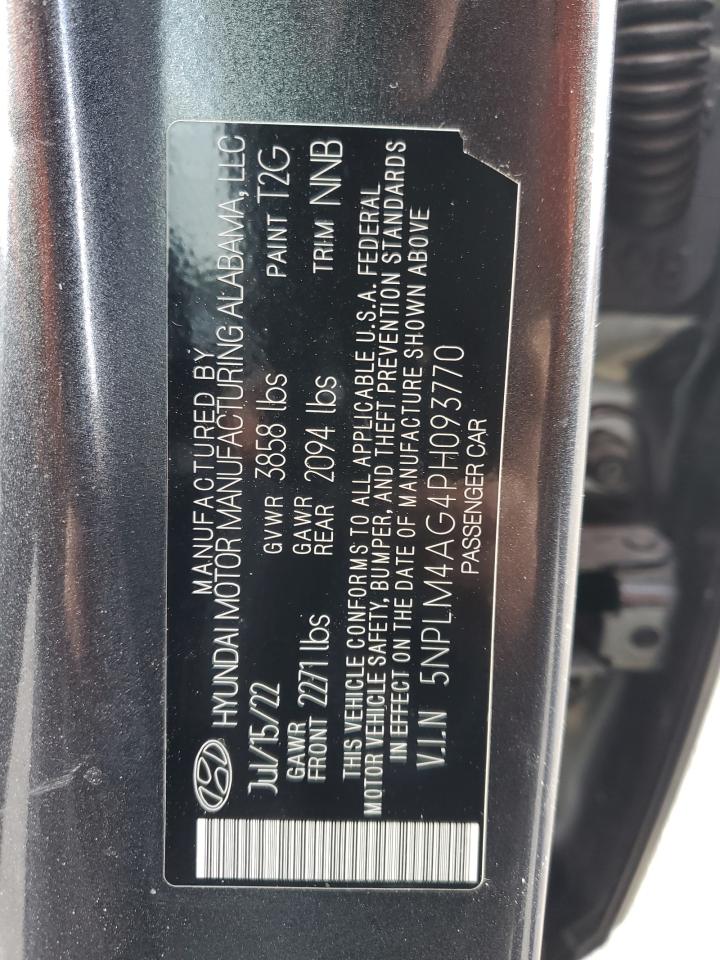 MANUFACTURED BY
HYUNDAI MOTOR MANUFACTURING ALABAMA, LLC
Jul/15/22 GVWR 3858 lbs PAINT T2G
GAWR FRONT 2271 lbs GAWR REAR 2094 lbs TRIM NNB
THIS VEHICLE CONFORMS TO ALL APPLICABLE U.S.A. FEDERAL
MOTOR VEHICLE SAFETY, BUMPER, AND THEFT PREVENTION STANDARDS
IN EFFECT ON THE DATE OF MANUFACTURE SHOWN ABOVE
V.I.N 5NPLM4AG4PH093770
PASSENGER CAR